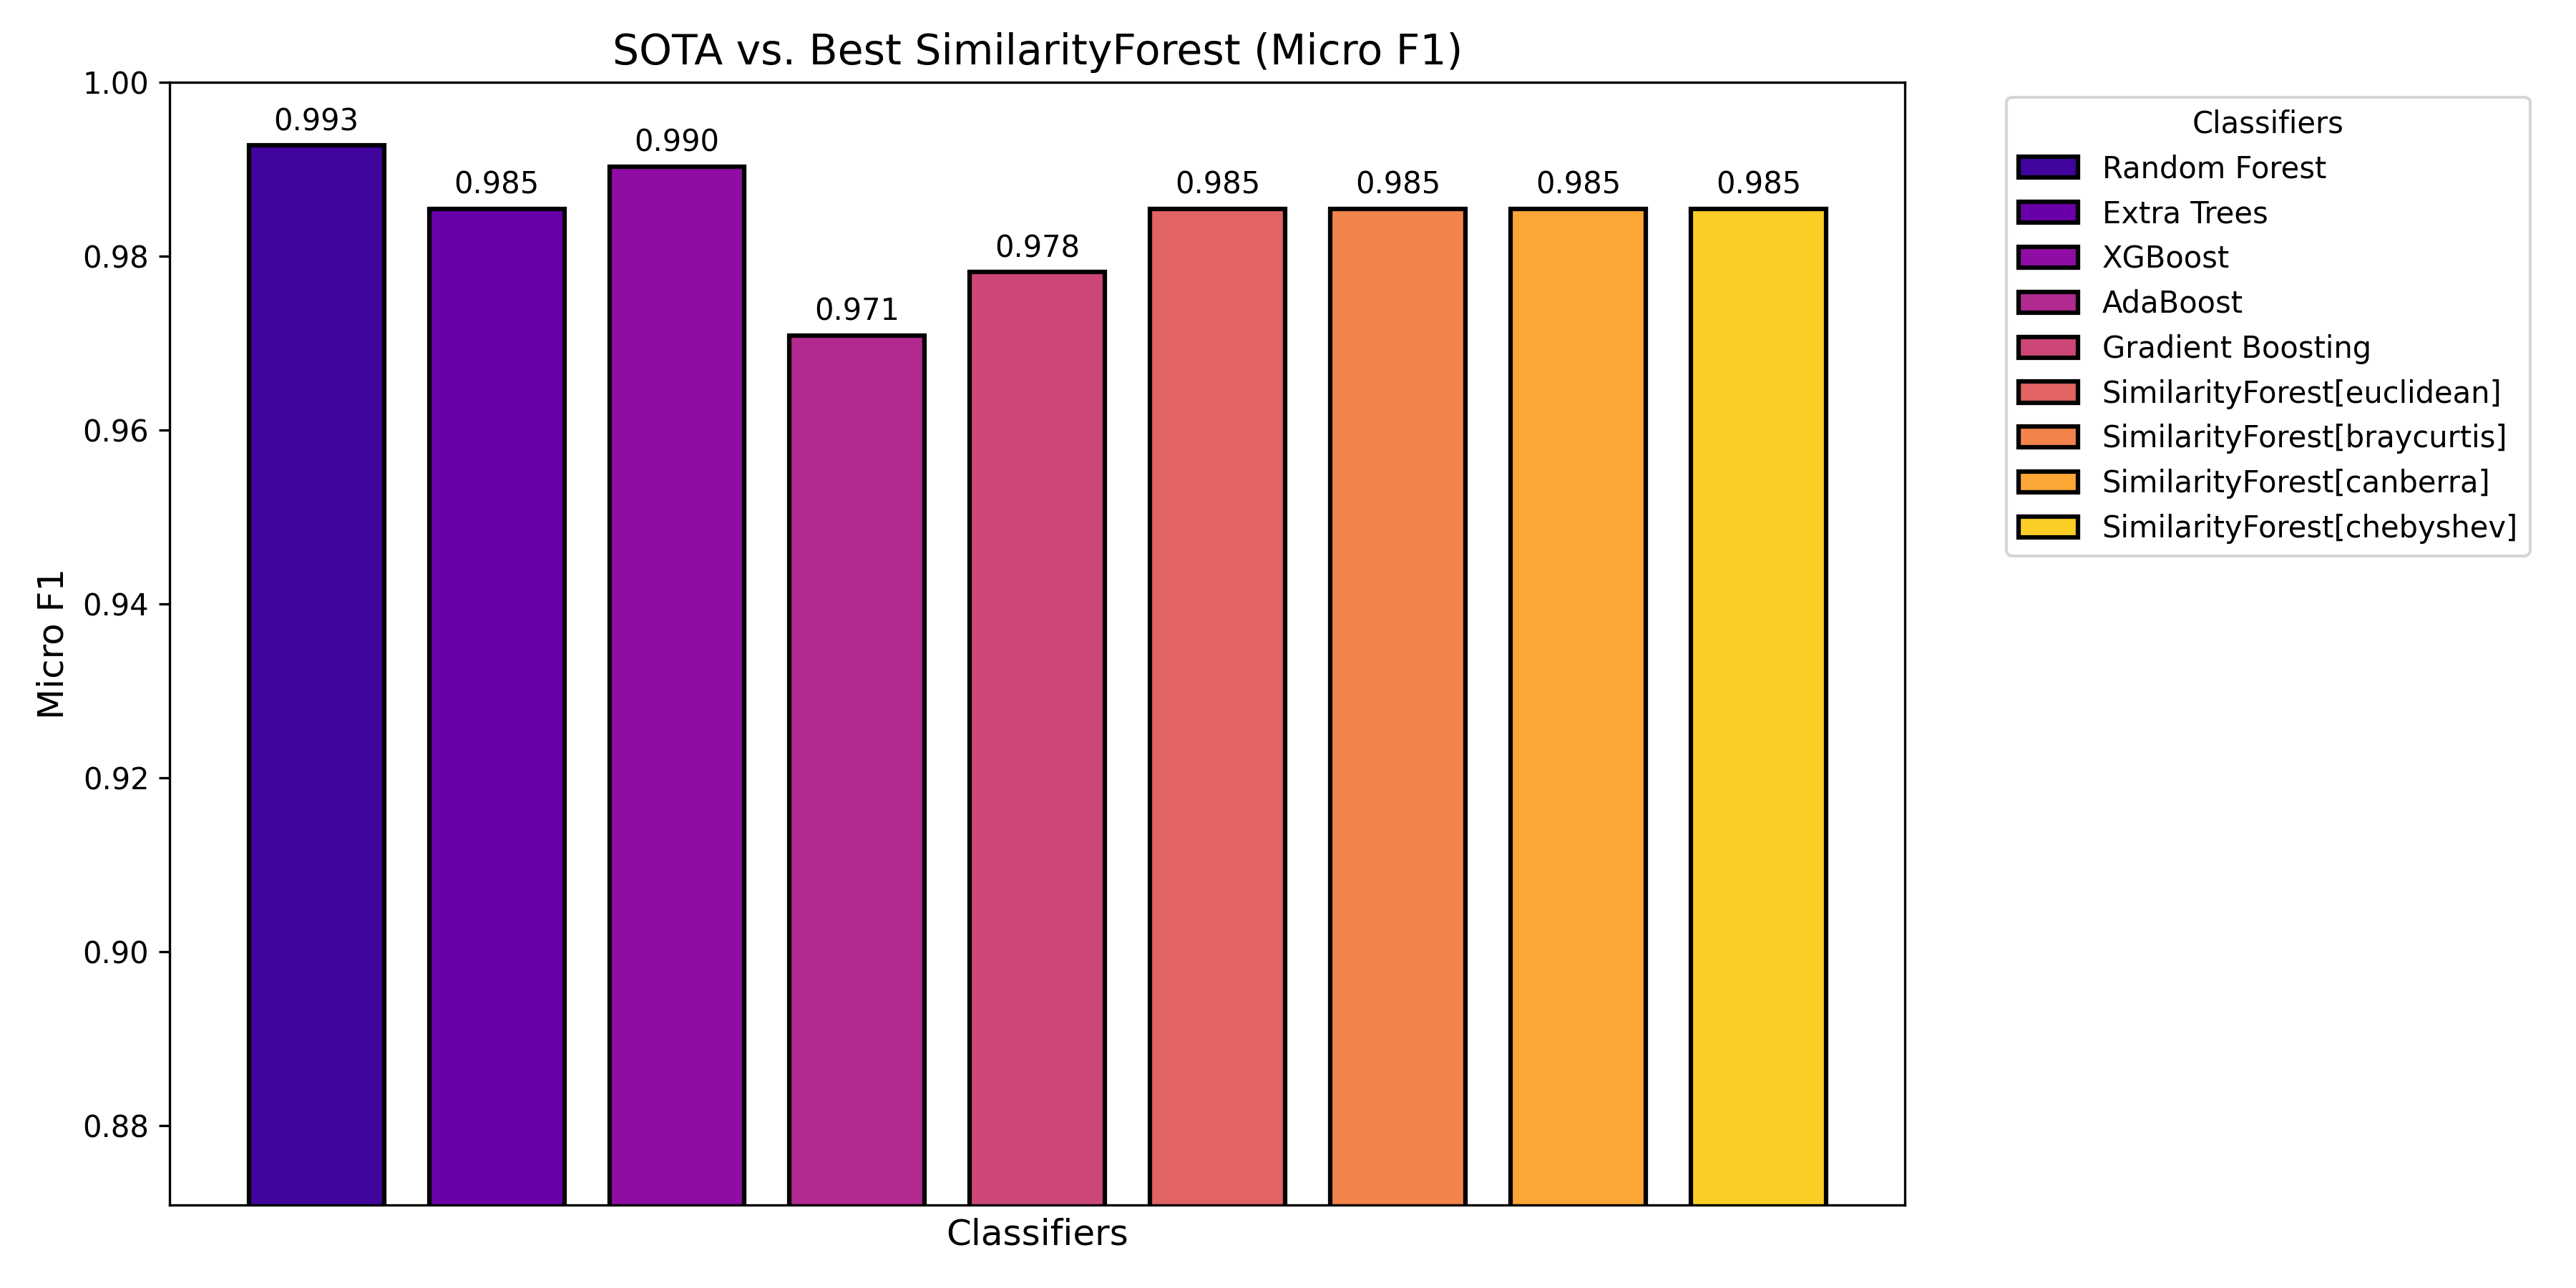 SOTA vs. Best SimilarityForest (Micro F1)
1.00
0.98
0.96
0.94
0.92
0.90
0.88
Micro F1
0.993
0.985
0.990
0.971
0.978
0.985
0.985
0.985
0.985
Classifiers
Classifiers
Random Forest
Extra Trees
XGBoost
AdaBoost
Gradient Boosting
SimilarityForest[euclidean]
SimilarityForest[braycurtis]
SimilarityForest[canberra]
SimilarityForest[chebyshev]